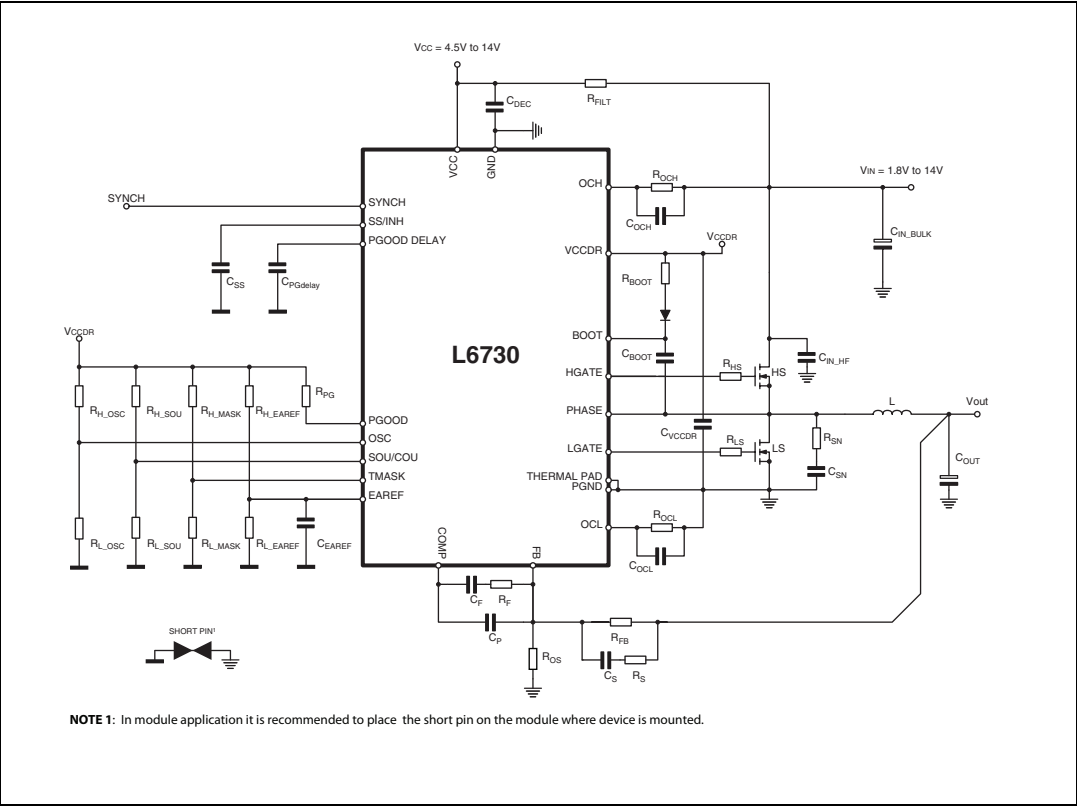 VCC = 4.5V to 14V
CDEC
RFILT
VCC
GND
OCH
ROCH
COCH
VIN = 1.8V to 14V
CIN_BULK
SYNCH
SYNCH
SS/INH
PGOOD DELAY
CSS
CPGdelay
VCCDR
VCCDR
RBOOT
BOOT
CBOOT
L6730
VCCDR
HGATE
RHS
HS
CIN_HF
RH_OSC
RH_SOU
RH_MASK
RH_EAREF
RPG
PGOOD
OSC
SOU/COU
TMASK
EAREF
PHASE
CVCCDR
L
Vout
LGATE
RLS
LS
RSN
CSN
COUT
THERMAL PAD
PGND
OCL
ROCL
COCL
RL_OSC
RL_SOU
RL_MASK
RL_EAREF
CEAREF
COMP
FB
CF
RF
CP
ROS
RFB
CS
RS
SHORT PIN¹
NOTE 1: In module application it is recommended to place the short pin on the module where device is mounted.